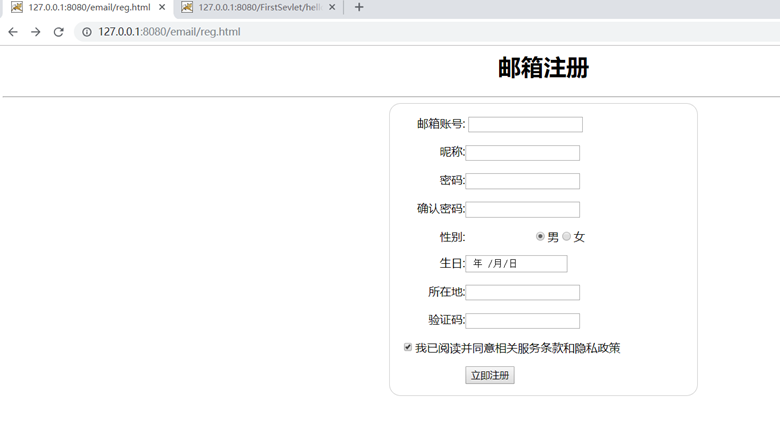 127.0.0.1:8080/email/reg.html
127.0.0.1:8080/FirstSevlet/hell
127.0.0.1:8080/email/reg.html
邮箱注册
邮箱账号:
昵称:
密码:
确认密码:
性别: 男 女
生日: 年 /月/日
所在地:
验证码:
我已阅读并同意相关服务条款和隐私政策
立即注册